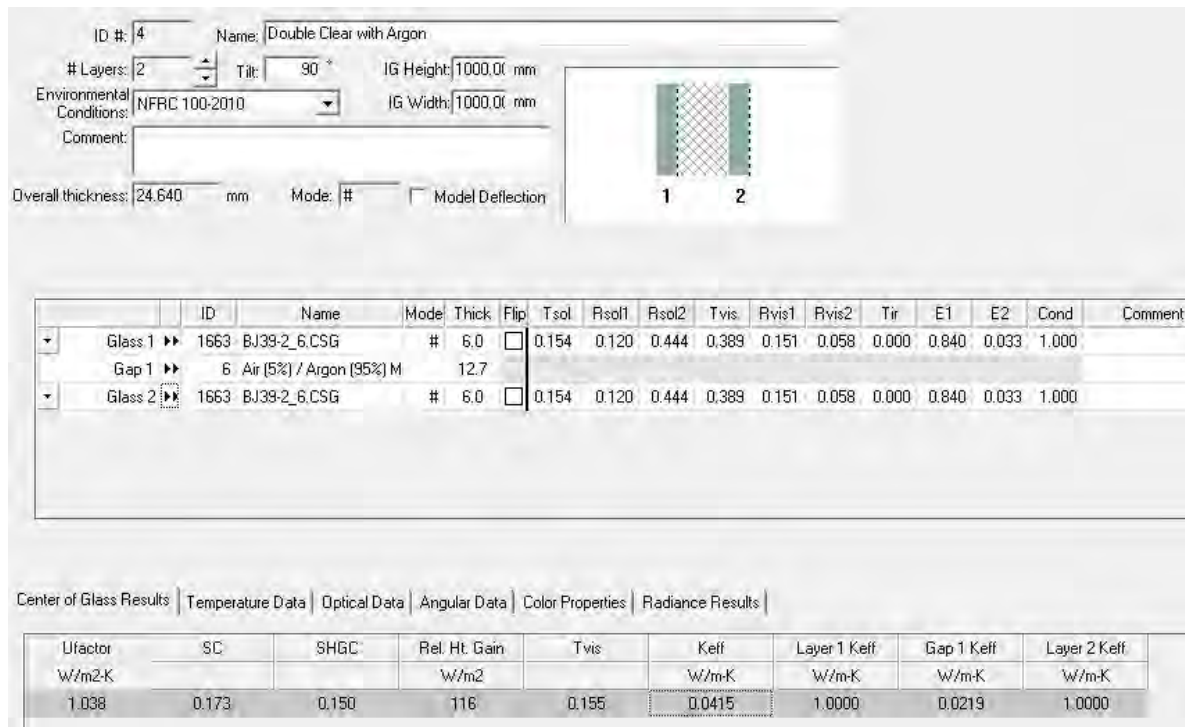 ID #: 4 Name: Double Clear with Argon
# Layers: 2 Tilt: 90 ° IG Height: 1000.0( mm
Environmental Conditions: NFRC 100-2010 IG Width: 1000.0( mm
Comment:
Overall thickness: 24.640 mm Mode: # Model Deflection
1 2
ID Name Mode Thick Flip Tsol Rsol1 Rsol2 Tvis Rvis1 Rvis2 Tir E1 E2 Cond Comment
Glass 1 1663 BJ39-2_6,CSG # 6.0 0.154 0.120 0.444 0.389 0.151 0.058 0.000 0.840 0.033 1.000
Gap 1 6 Air (5%) / Argon (95%) M 12.7
Glass 2 1663 BJ39-2_6,CSG # 6.0 0.154 0.120 0.444 0.389 0.151 0.058 0.000 0.840 0.033 1.000
Center of Glass Results Temperature Data Optical Data Angular Data Color Properties Radiance Results
Ufactor SC SHGC Rel. Ht. Gain Tvis Keff Layer 1 Keff Gap 1 Keff Layer 2 Keff
W/m2-K W/m2 W/m-K W/m-K W/m-K W/m-K
1.038 0.173 0.150 116 0.155 0.0415 1.0000 0.0219 1.0000